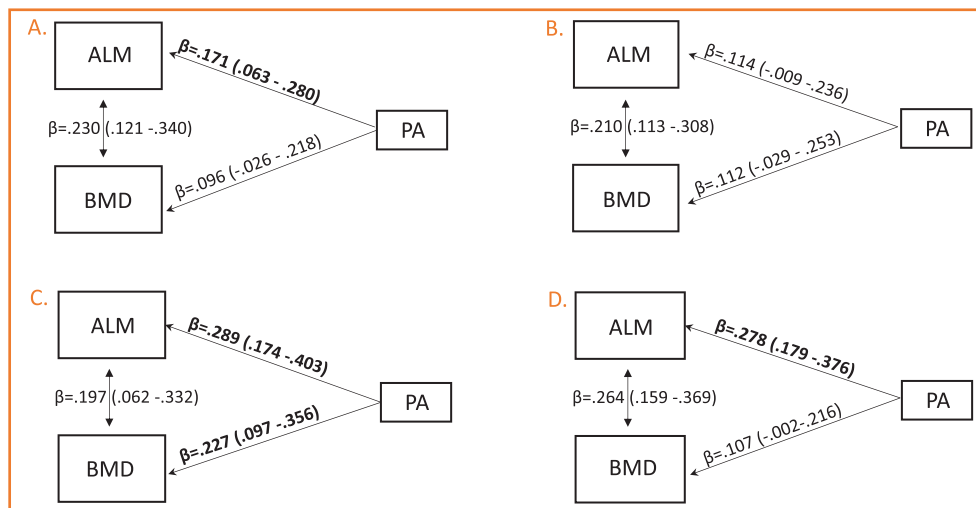 A.
ALM
β=.171 (.063 -.280)
β=.230 (.121 -.340)
PA
β=.096 (-.026 -.218)
BMD
B.
ALM
β=.114 (-.009 -.236)
β=.210 (.113 -.308)
PA
β=.112 (-.029 -.253)
BMD
C.
ALM
β=.289 (.174 -.403)
β=.197 (.062 -.332)
PA
β=.227 (.097 -.356)
BMD
D.
ALM
β=.278 (.179 -.376)
β=.264 (.159 -.369)
PA
β=.107 (-.002-.216)
BMD